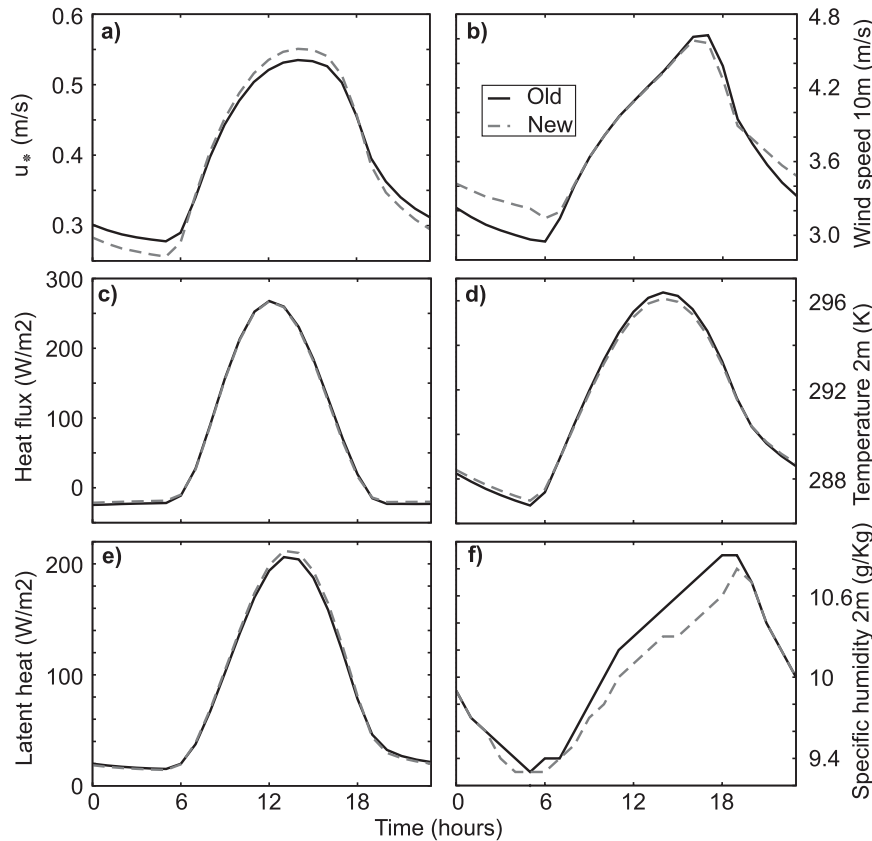 a)
0.6
0.5
0.4
0.3
u* (m/s)
b)
Old
New
4.8
4.2
3.6
3.0
Wind speed 10m (m/s)
c)
300
200
100
0
Heat flux (W/m2)
d)
296
292
288
Temperature 2m (K)
e)
200
100
0
Latent heat (W/m2)
0 6 12 18
f)
10.6
10
9.4
Specific humidity 2m (g/Kg)
0 6 12 18
Time (hours)